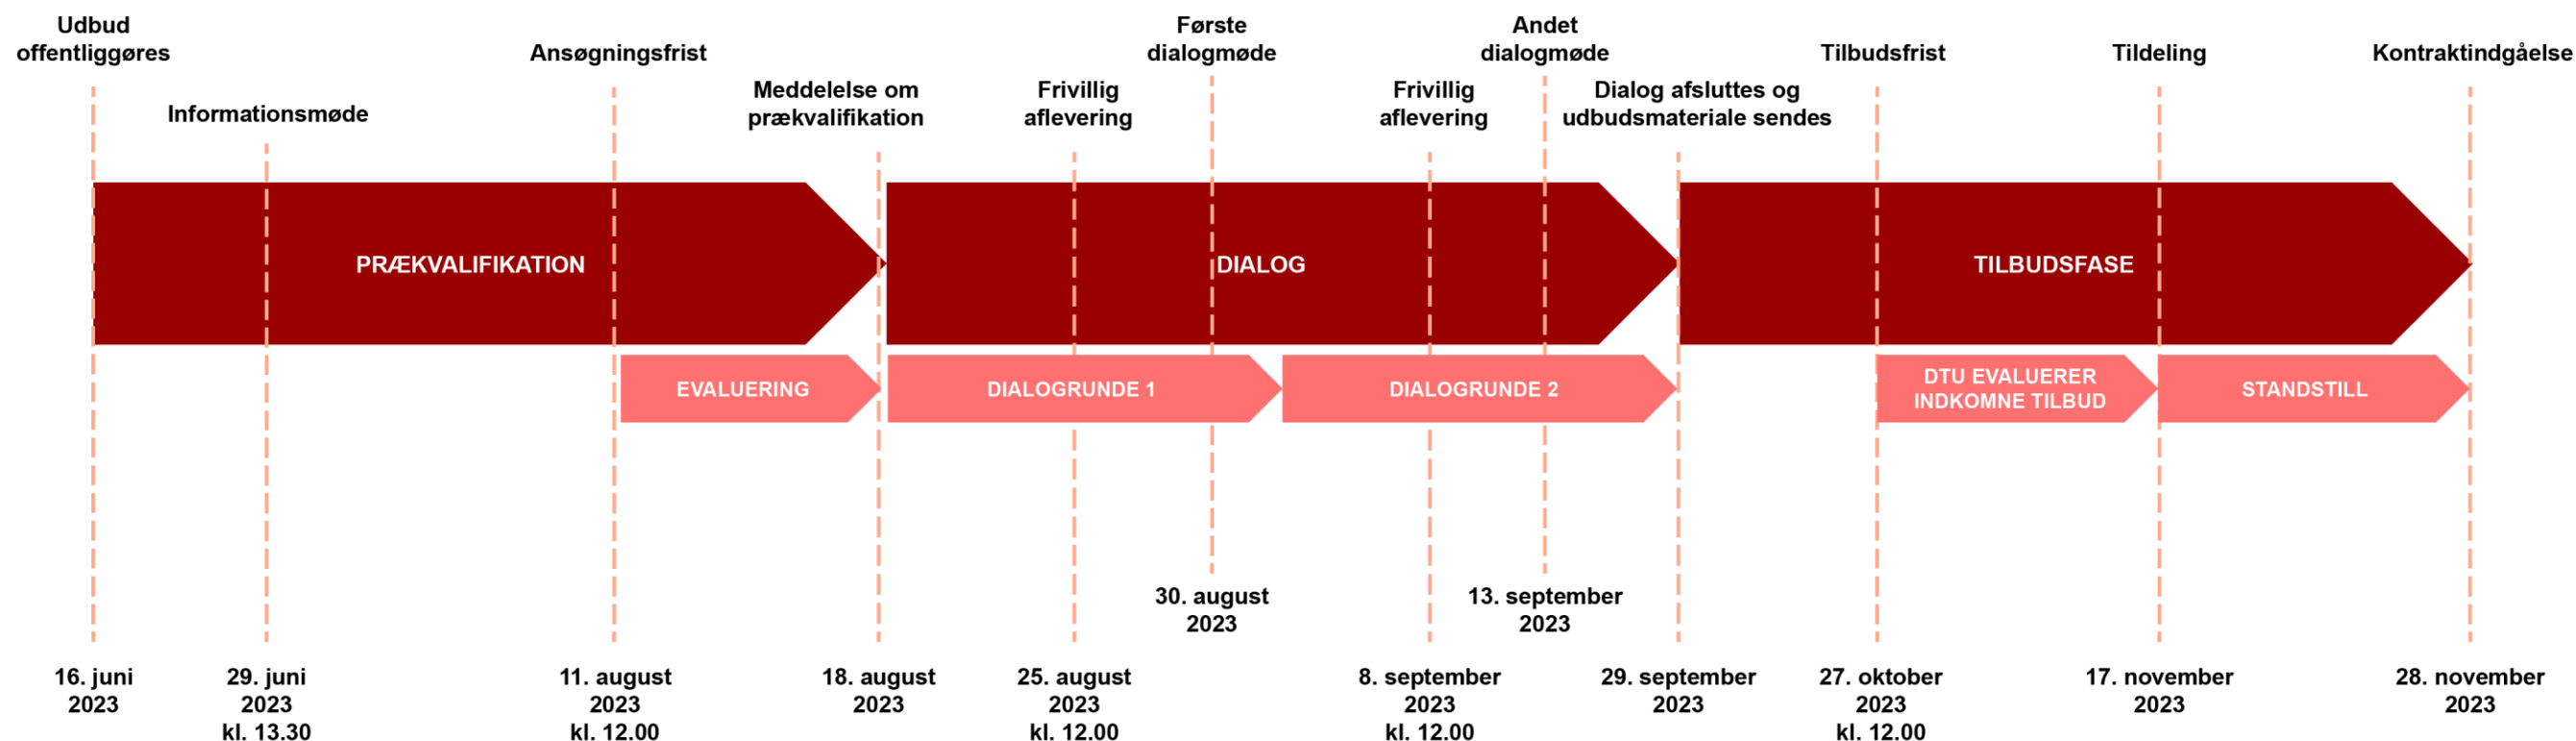 Udbud
offentliggøres
Informationsmøde
Ansøgningsfrist
Meddelelse om
prækvalifikation
Frivillig
aflevering
Første
dialogmøde
Frivillig
aflevering
Andet
dialogmøde
Dialog afsluttes og
udbudsmateriale sendes
Tilbudsfrist
Tildeling
Kontraktindgåelse
PRÆKVALIFIKATION
DIALOG
TILBUDSFASE
EVALUERING
DIALOGRUNDE 1
DIALOGRUNDE 2
DTU EVALUERER
INDKOMNE TILBUD
STANDSTILL
16. juni
2023
29. juni
2023
kl. 13.30
11. august
2023
kl. 12.00
18. august
2023
25. august
2023
kl. 12.00
30. august
2023
8. september
2023
kl. 12.00
13. september
2023
29. september
2023
27. oktober
2023
kl. 12.00
17. november
2023
28. november
2023